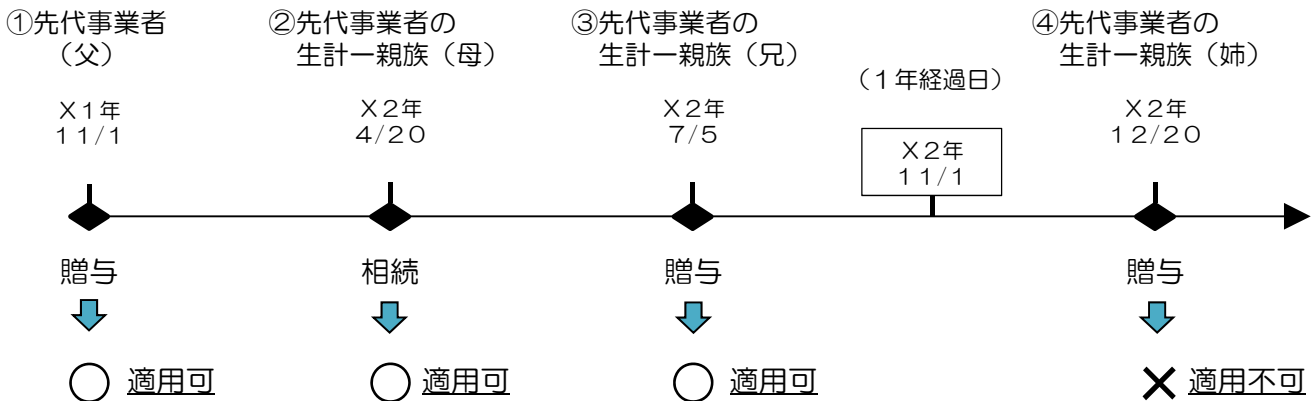 ①先代事業者
（父）
②先代事業者の
生計一親族（母）
③先代事業者の
生計一親族（兄）
④先代事業者の
生計一親族（姉）
（１年経過日）
Ｘ１年
１１/１
Ｘ２年
４/２０
Ｘ２年
７/５
Ｘ２年
１１/１
Ｘ２年
１２/２０
贈与
相続
贈与
贈与
◯ 適用可
◯ 適用可
◯ 適用可
✕ 適用不可